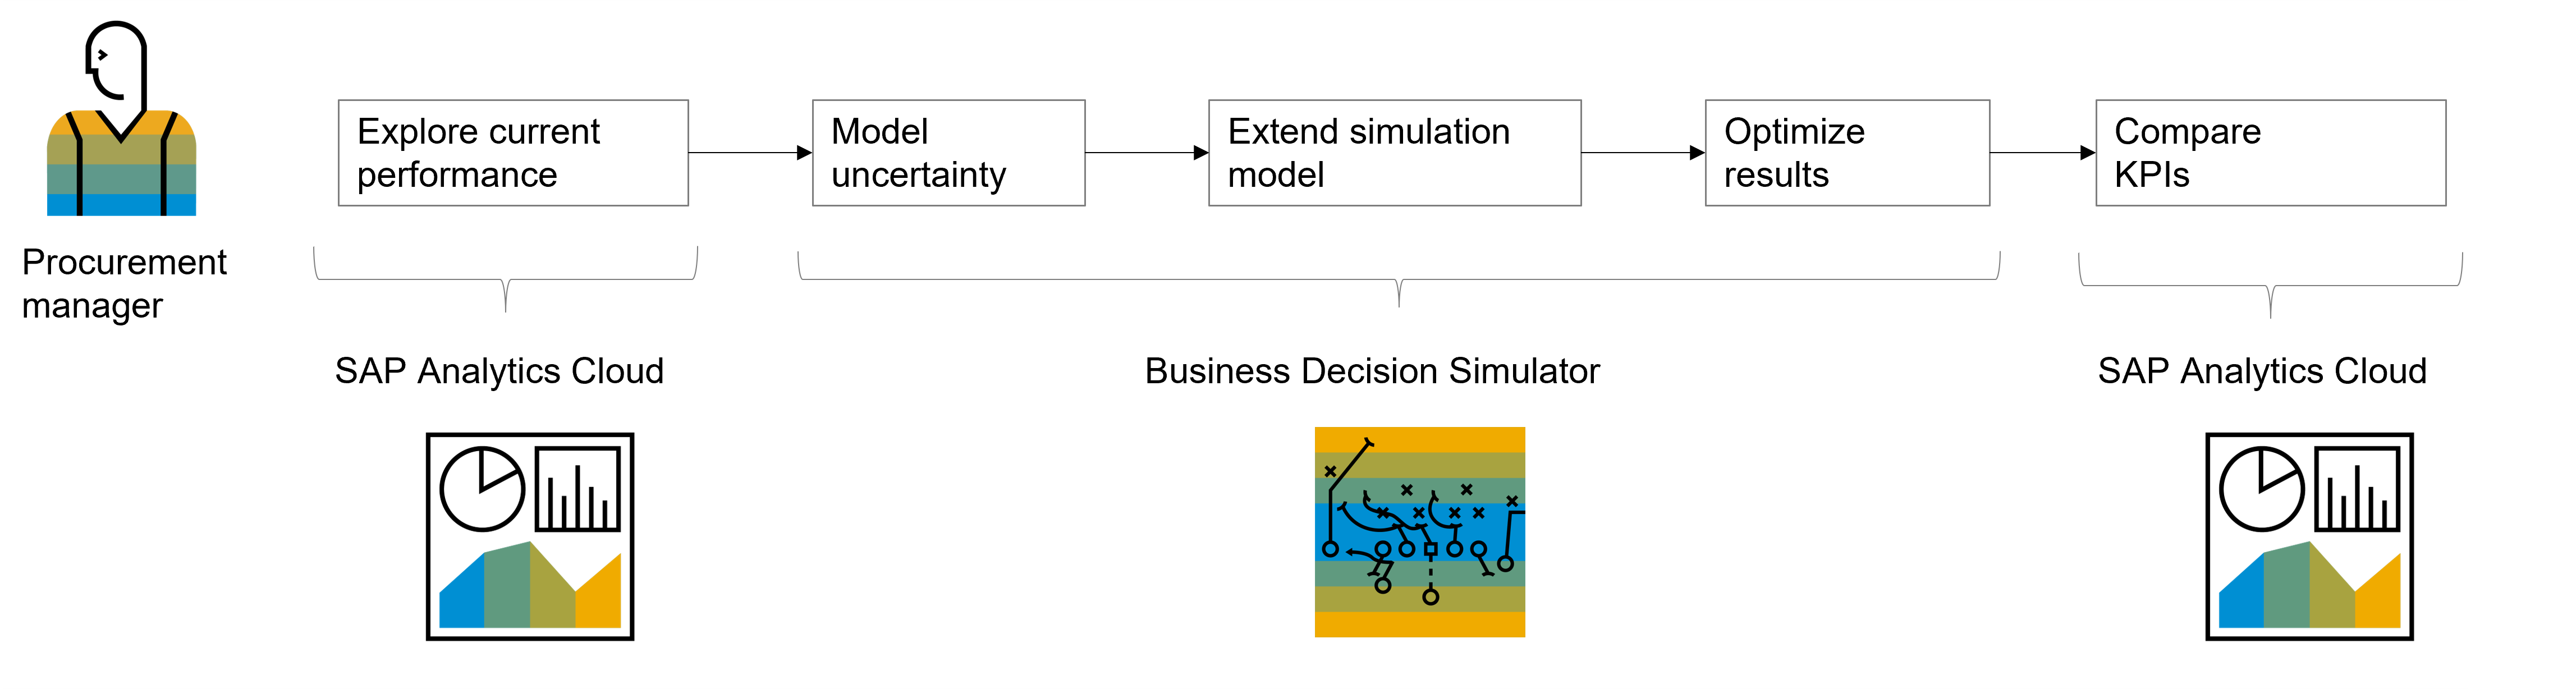 Procurement
manager
Explore current
performance
Model
uncertainty
Extend simulation
model
Optimize
results
Compare
KPIs
SAP Analytics Cloud
Business Decision Simulator
SAP Analytics Cloud